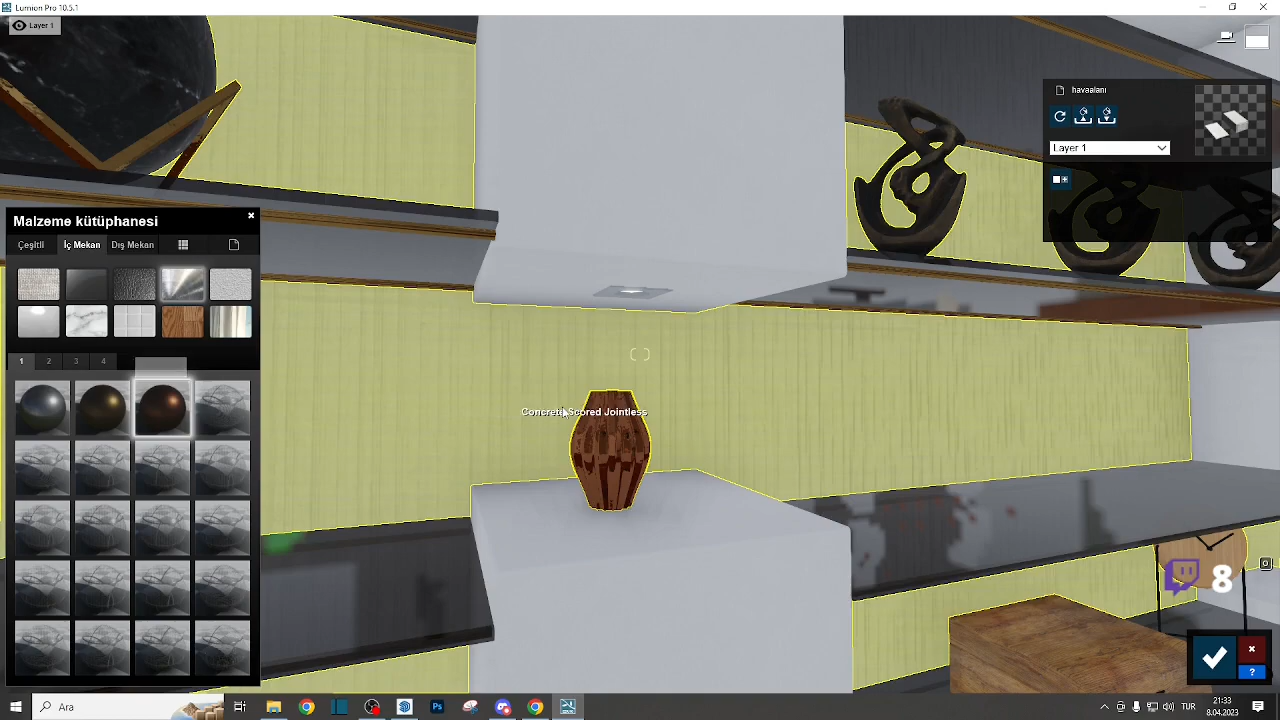 Lumion Pro 10.5.1
Layer 1
havaalanı
Layer 1
Malzeme kütüphanesi
Çeşitli
İç Mekan
Dış Mekan
1
2
3
4
Concrete Scored Jointless
8
?
Ara
Ps
TUR
21:33
8.04.2023